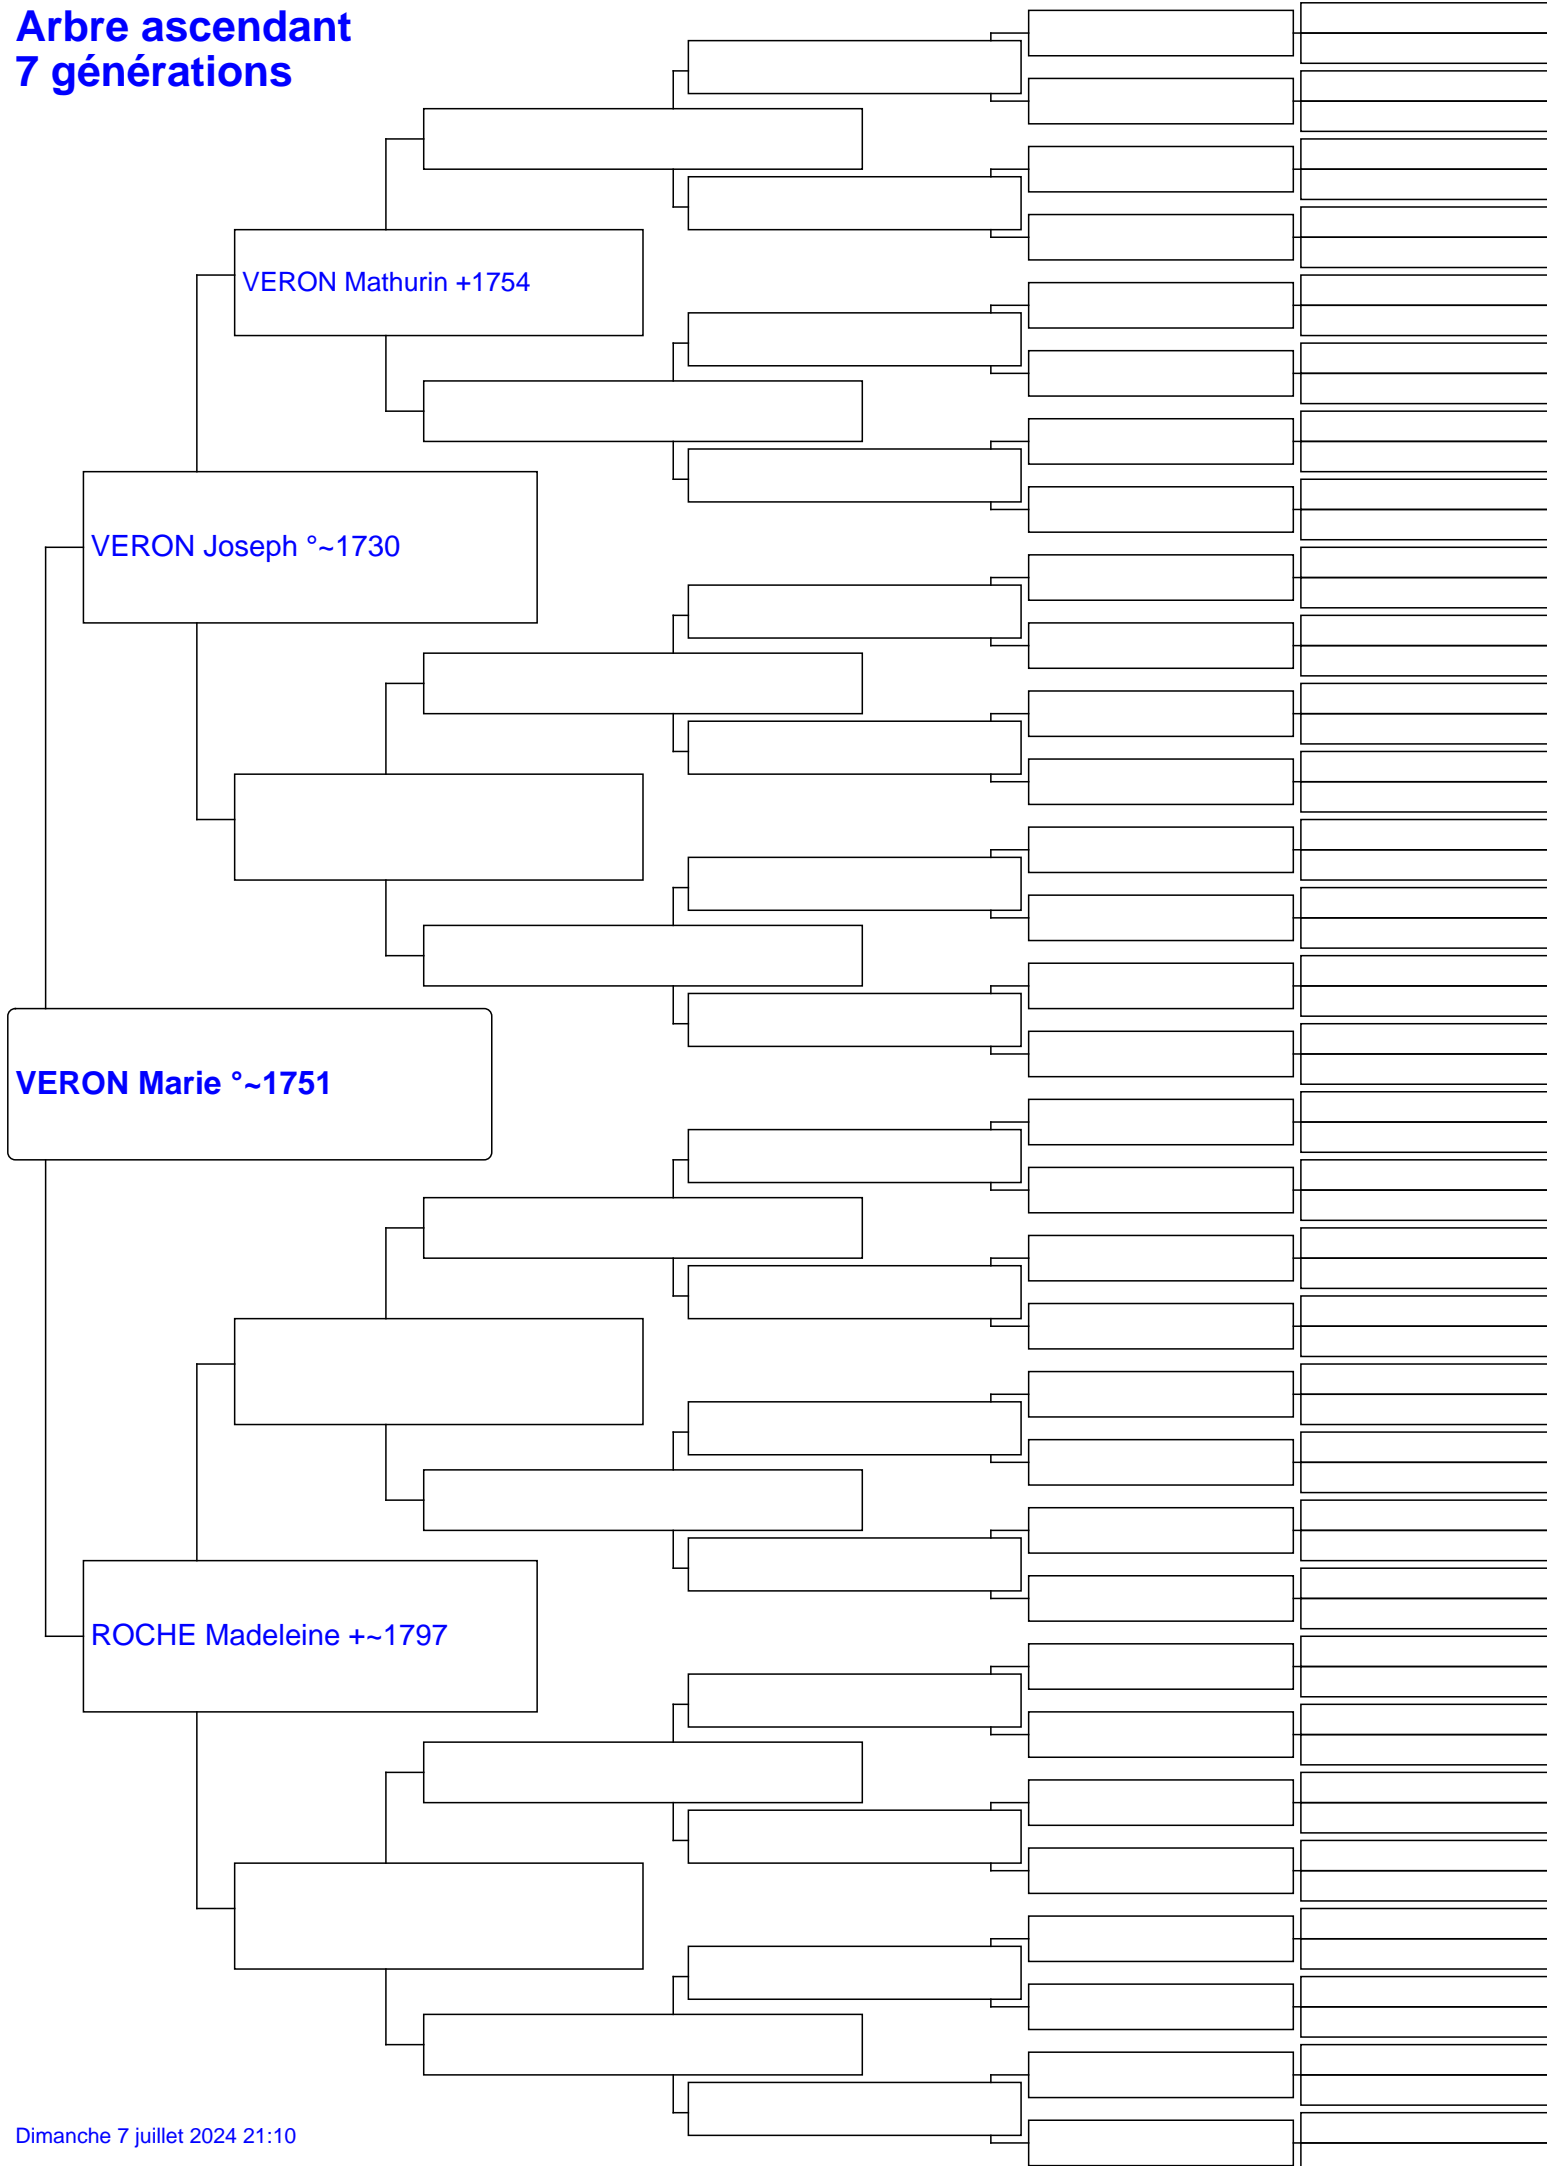 Arbre ascendant
7 générations
VERON Mathurin +1754
VERON Joseph °~1730
VERON Marie °~1751
ROCHE Madeleine +~1797
Dimanche 7 juillet 2024 21:10